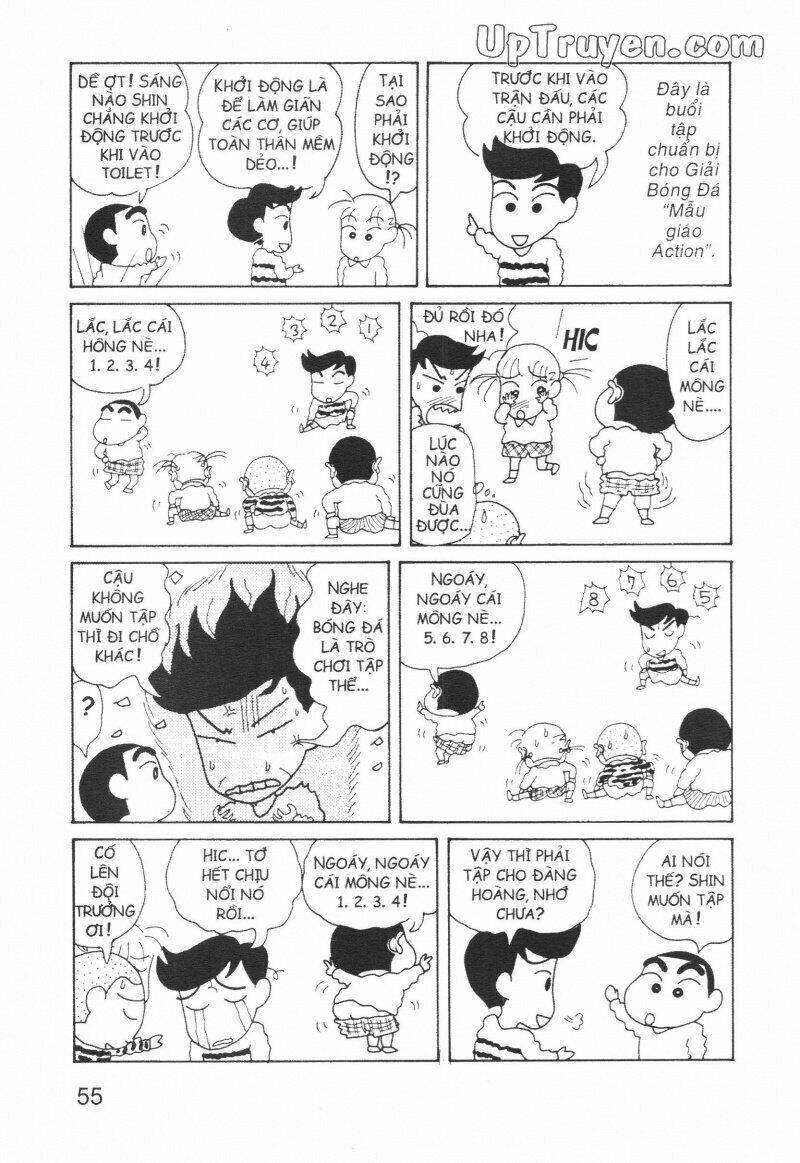 UpTruyen.com
Đây là
buổi
tập
chuẩn bị
cho Giải
Bóng Đá
“Mẫu
giáo
Action”.
TRƯỚC KHI VÀO
TRẬN ĐẤU, CÁC
CẬU CẦN PHẢI
KHỞI ĐỘNG.
TẠI
SAO
PHẢI
KHỞI
ĐỘNG
!?
KHỞI ĐỘNG LÀ
ĐỂ LÀM GIÃN
CÁC CƠ, GIÚP
TOÀN THÂN MỀM
DẺO...!
DỄ ỢT! SÁNG
NÀO SHIN
CHẲNG KHỞI
ĐỘNG TRƯỚC
KHI VÀO
TOILET!
LẮC
LẮC
CÁI
MÔNG
NÈ....
HIC
ĐỦ RỒI ĐÓ
NHA!
LÚC
NÀO
NÓ
CŨNG
ĐÙA
ĐƯỢC...
1
2
3
4
LẮC, LẮC CÁI
HÔNG NÈ...
1. 2. 3. 4!
5
6
7
8
NGOÁY,
NGOÁY CÁI
MÔNG NÈ...
5. 6. 7. 8!
NGHE
ĐÂY:
BÓNG ĐÁ
LÀ TRÒ
CHƠI TẬP
THỂ...
CẬU
KHÔNG
MUỐN TẬP
THÌ ĐI CHỖ
KHÁC!
?
AI NÓI
THẾ? SHIN
MUỐN TẬP
MÀ!
VẬY THÌ PHẢI
TẬP CHO ĐÀNG
HOÀNG, NHỚ
CHƯA?
NGOÁY, NGOÁY
CÁI MÔNG NÈ...
1. 2. 3. 4!
HIC... TỚ
HẾT CHỊU
NỔI NÓ
RỒI...
CỐ
LÊN
ĐỘI
TRƯỞNG
ƠI!
55